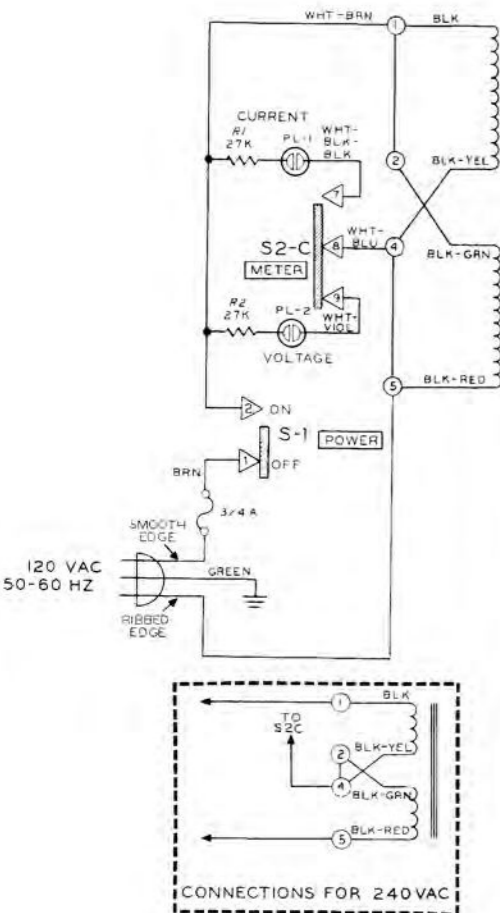 WHT-BRN
1
BLK
CURRENT
R1
27K
PL-1
WHT-
BLK-
BLK
2
BLK-YEL
7
S2-C
METER
8
WHT-
BLU
4
BLK-GRN
9
R2
27K
PL-2
WHT-
VIOL
VOLTAGE
5
BLK-RED
2
ON
S-1
POWER
1
OFF
BRN
3/4 A
SMOOTH
EDGE
120 VAC
50-60 HZ
GREEN
RIBBED
EDGE
1
BLK
TO
S2C
2
BLK-YEL
4
BLK-GRN
5
BLK-RED
CONNECTIONS FOR 240 VAC